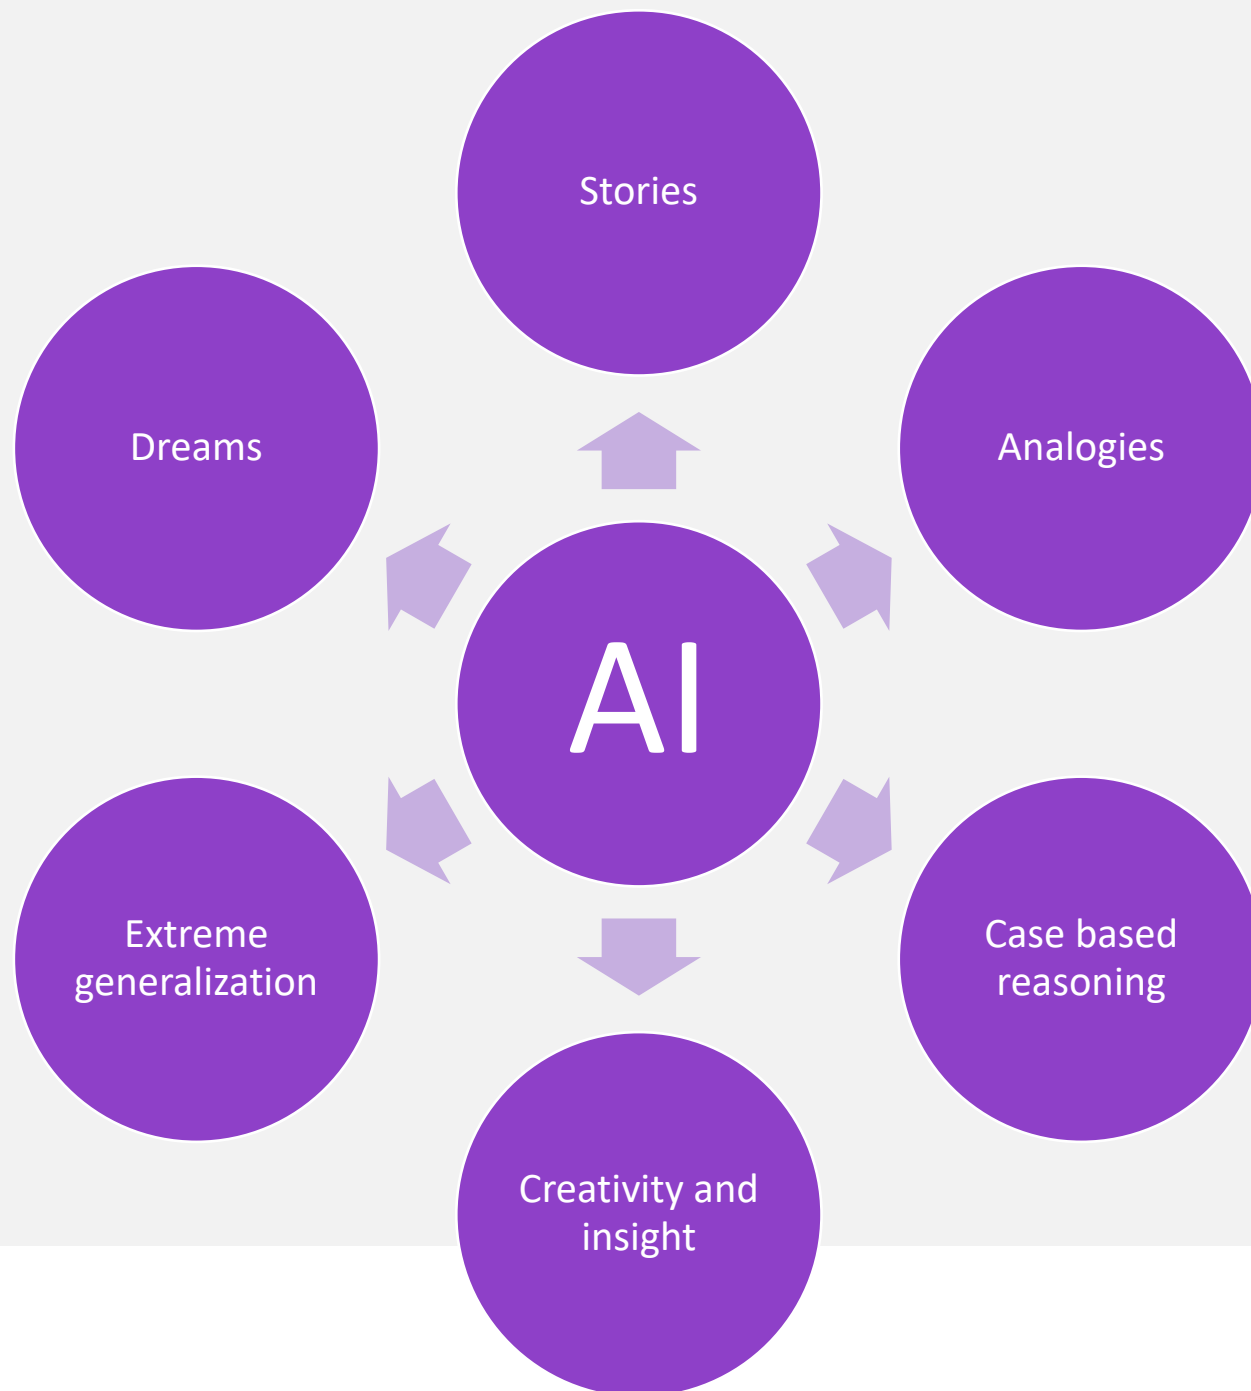 Stories
Dreams
Analogies
AI
Extreme
generalization
Case based
reasoning
Creativity and
insight